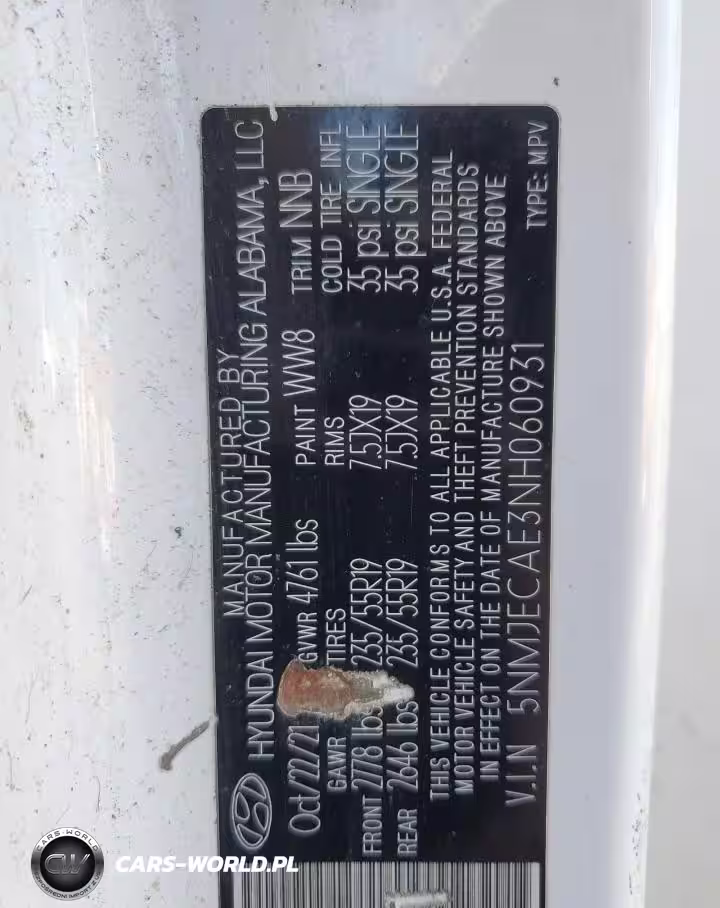 MANUFACTURED BY
HYUNDAI MOTOR MANUFACTURING ALABAMA, LLC
Oct/22/21 GVWR 4761 lbs PAINT WW8 TRIM NNB
GAWR TIRES RIMS COLD TIRE INFL
FRONT 2778 lbs 235/55R19 7.5JX19 35 psi SINGLE
REAR 2646 lbs 235/55R19 7.5JX19 35 psi SINGLE
THIS VEHICLE CONFORMS TO ALL APPLICABLE U.S.A. FEDERAL
MOTOR VEHICLE SAFETY AND THEFT PREVENTION STANDARDS
IN EFFECT ON THE DATE OF MANUFACTURE SHOWN ABOVE
V.I.N 5NMJECAE3NH060931 TYPE: MPV
CARS-WORLD
CW
CARS-WORLD.PL